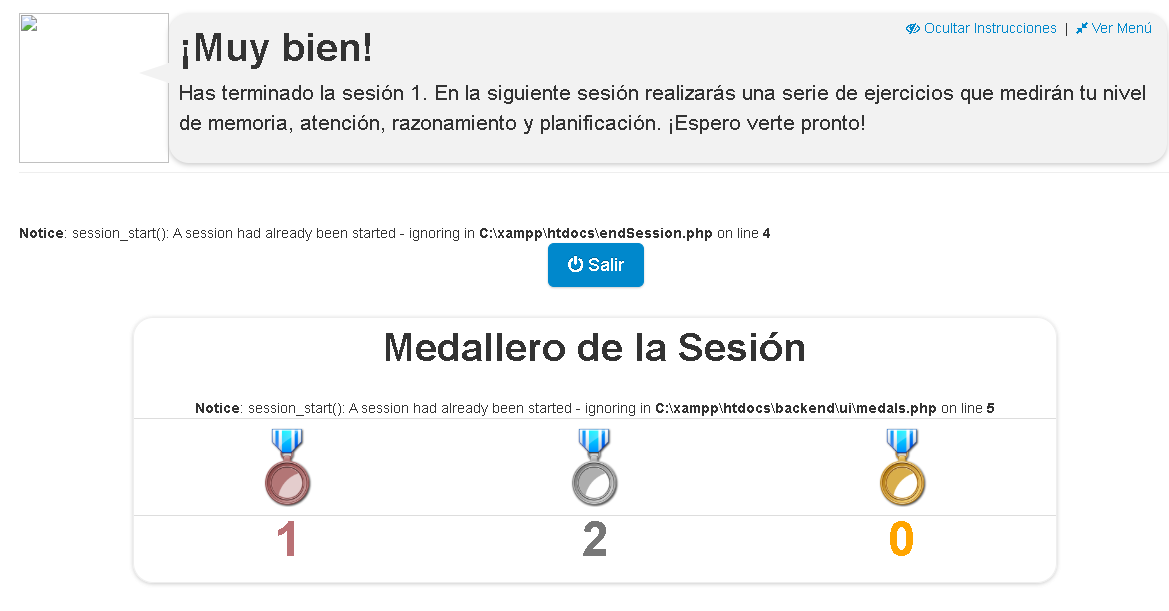 Ocultar Instrucciones | Ver Menú
¡Muy bien!
Has terminado la sesión 1. En la siguiente sesión realizarás una serie de ejercicios que medirán tu nivel
de memoria, atención, razonamiento y planificación. ¡Espero verte pronto!
Notice: session_start(): A session had already been started - ignoring in C:\xampp\htdocs\endSession.php on line 4
Salir
Medallero de la Sesión
Notice: session_start(): A session had already been started - ignoring in C:\xampp\htdocs\backend\ui\medals.php on line 5
1 2 0